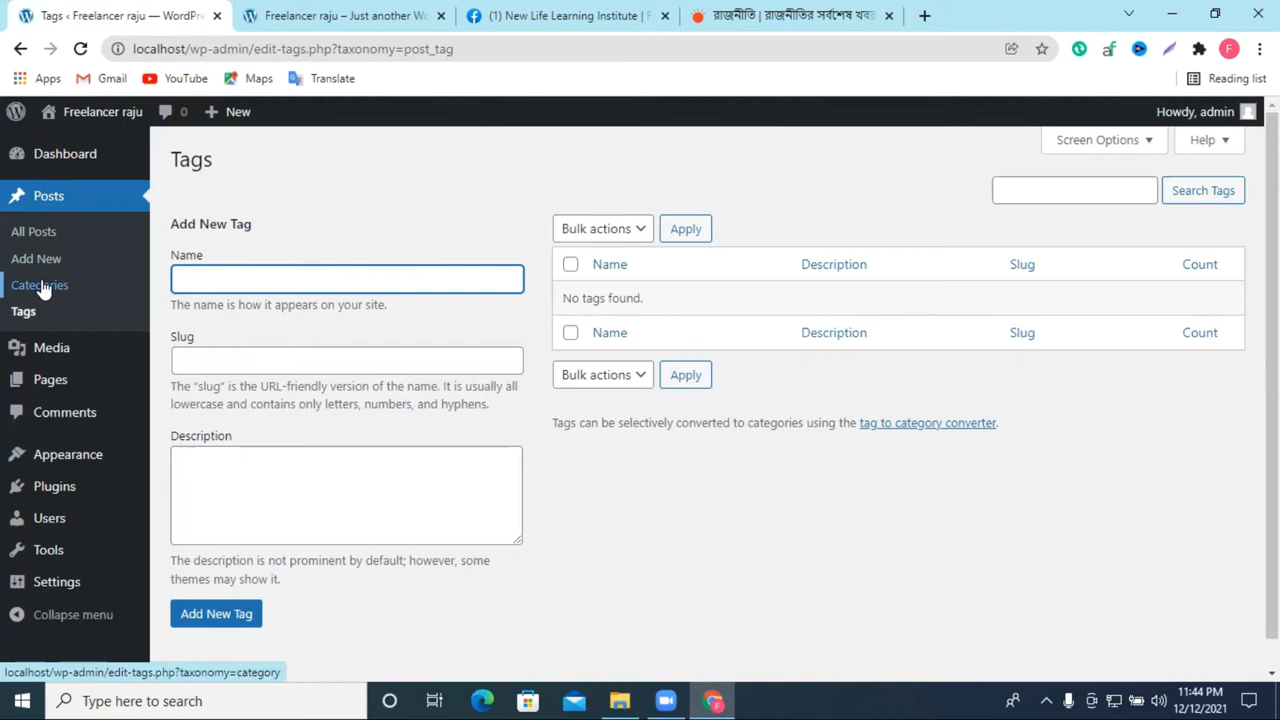 Tags ‹ Freelancer raju — WordPre
Freelancer raju – Just another Wo
(1) New Life Learning Institute | F
রাজনীতি | রাজনীতির সর্বশেষ খবর
localhost/wp-admin/edit-tags.php?taxonomy=post_tag
Apps
Gmail
YouTube
Maps
Translate
Reading list
Freelancer raju
0
New
Howdy, admin
Dashboard
Posts
All Posts
Add New
Categories
Tags
Media
Pages
Comments
Appearance
Plugins
Users
Tools
Settings
Collapse menu
Tags
Screen Options
Help
Search Tags
Add New Tag
Name
The name is how it appears on your site.
Slug
The “slug” is the URL-friendly version of the name. It is usually all
lowercase and contains only letters, numbers, and hyphens.
Description
The description is not prominent by default; however, some
themes may show it.
Add New Tag
Bulk actions
Apply
Name Description Slug Count
No tags found.
Name Description Slug Count
Bulk actions
Apply
Tags can be selectively converted to categories using the tag to category converter.
localhost/wp-admin/edit-tags.php?taxonomy=category
Type here to search
11:44 PM
12/12/2021